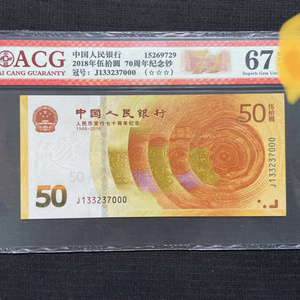 ACG
AI CANG GUARANTY
中国人民银行 15269729
2018年伍拾圆 70周年纪念钞
冠号: J133237000 (☆☆☆)
67
Superb Gem Unc
中国人民银行
人民币发行七十周年纪念
1948-2018
50
伍拾圆
50
50
J133237000
J133237000